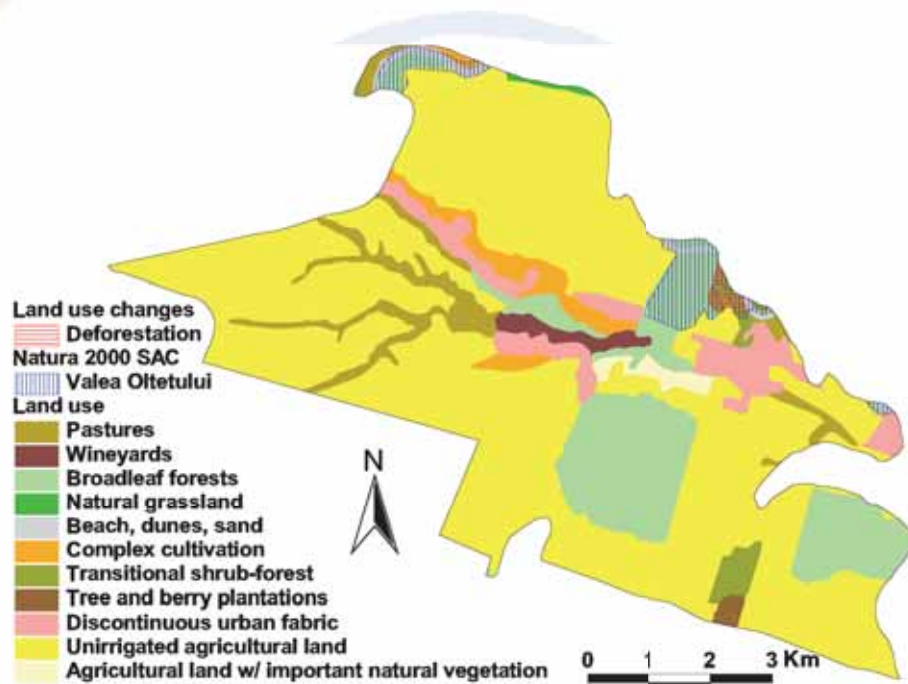 Land use changes
Deforestation
Natura 2000 SAC
Valea Oltetului
Land use
Pastures
Wineyards
Broadleaf forests
Natural grassland
Beach, dunes, sand
Complex cultivation
Transitional shrub-forest
Tree and berry plantations
Discontinuous urban fabric
Unirrigated agricultural land
Agricultural land w/ important natural vegetation
N
0 1 2 3 Km